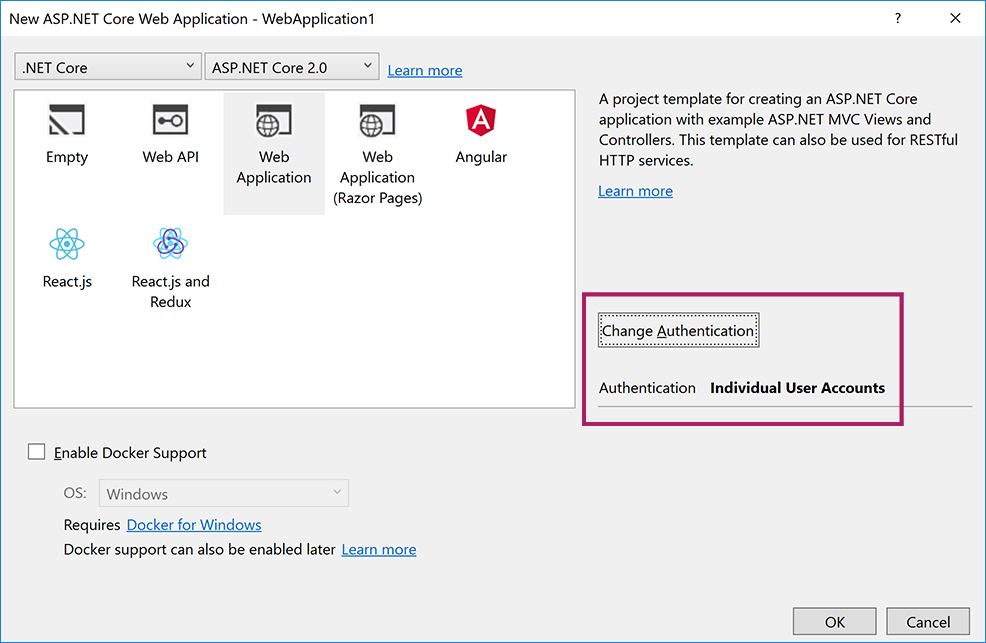 New ASP.NET Core Web Application - WebApplication1
?
.NET Core
ASP.NET Core 2.0
Learn more
Empty
Web API
Web
Application
Web
Application
(Razor Pages)
Angular
React.js
React.js and
Redux
A project template for creating an ASP.NET Core
application with example ASP.NET MVC Views and
Controllers. This template can also be used for RESTful
HTTP services.
Learn more
Change Authentication
Authentication Individual User Accounts
Enable Docker Support
OS: Windows
Requires Docker for Windows
Docker support can also be enabled later Learn more
OK
Cancel